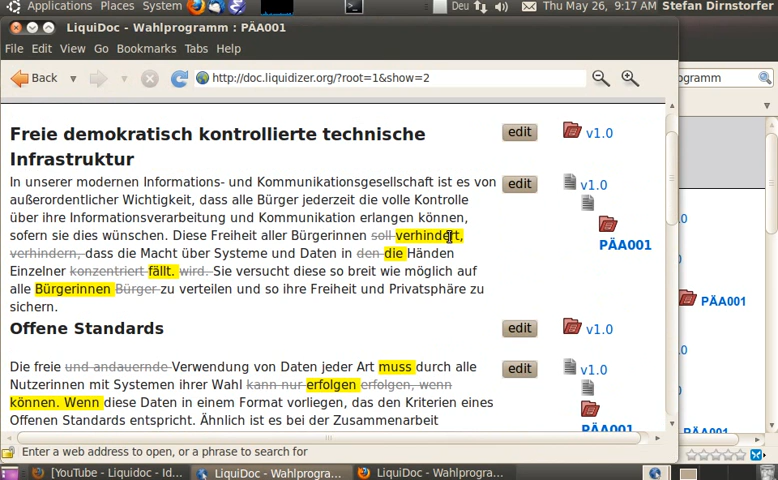 Applications Places System Deu Thu May 26, 9:17 AM Stefan Dirnstorfer
LiquiDoc - Wahlprogramm : PÄA001
File Edit View Go Bookmarks Tabs Help
Back http://doc.liquidizer.org/?root=1&show=2 ogramm
Freie demokratisch kontrollierte technische edit v1.0
Infrastruktur
In unserer modernen Informations- und Kommunikationsgesellschaft ist es von edit v1.0
außerordentlicher Wichtigkeit, dass alle Bürger jederzeit die volle Kontrolle
über ihre Informationsverarbeitung und Kommunikation erlangen können,
sofern sie dies wünschen. Diese Freiheit aller Bürgerinnen soll verhindert,
PÄA001
verhindern, dass die Macht über Systeme und Daten in den die Händen
Einzelner konzentriert fällt. wird. Sie versucht diese so breit wie möglich auf
alle Bürgerinnen Bürger zu verteilen und so ihre Freiheit und Privatsphäre zu
PÄA001
sichern.
Offene Standards edit v1.0
Die freie und andauernde Verwendung von Daten jeder Art muss durch alle edit v1.0
Nutzerinnen mit Systemen ihrer Wahl kann nur erfolgen erfolgen, wenn
können. Wenn diese Daten in einem Format vorliegen, das den Kriterien eines
Offenen Standards entspricht. Ähnlich ist es bei der Zusammenarbeit
PÄA001
Enter a web address to open, or a phrase to search for
[YouTube - Liquidoc - Id... LiquiDoc - Wahlprogra... LiquiDoc - Wahlprogra...